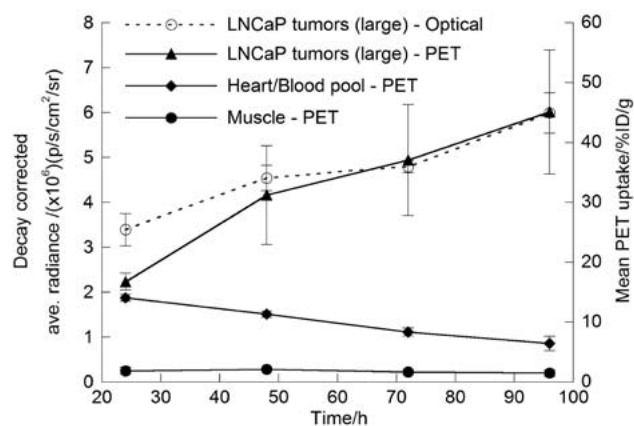 LNCaP tumors (large) - Optical
LNCaP tumors (large) - PET
Heart/Blood pool - PET
Muscle - PET
Decay corrected
ave. radiance /(x10⁶)(p/s/cm²/sr)
8
7
6
5
4
3
2
1
0
60
50
40
30
20
10
0
Mean PET uptake/%ID/g
20 30 40 50 60 70 80 90 100
Time/h